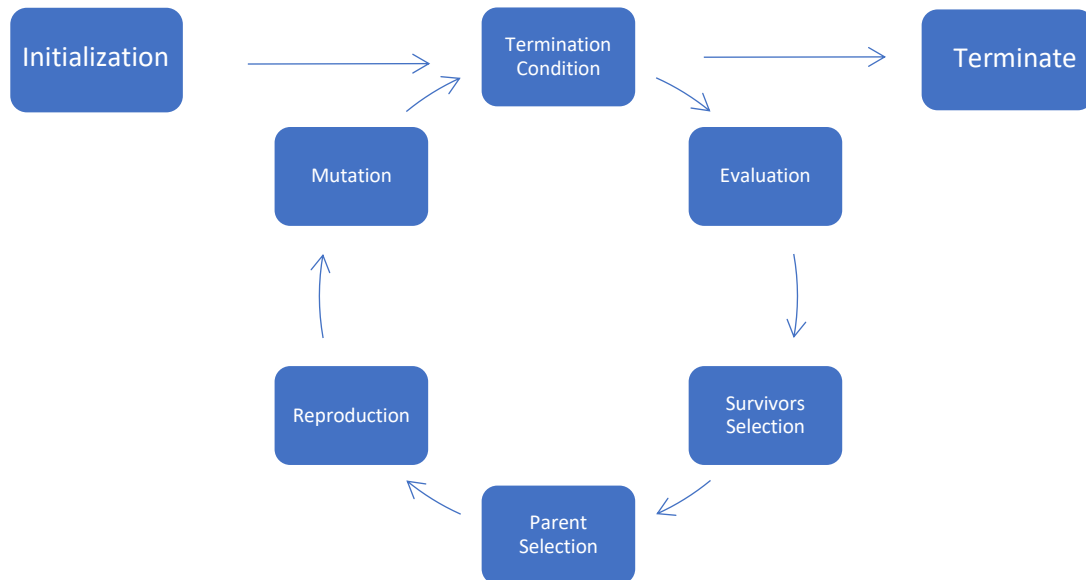 Initialization
Termination
Condition
Terminate
Mutation
Evaluation
Reproduction
Survivors
Selection
Parent
Selection